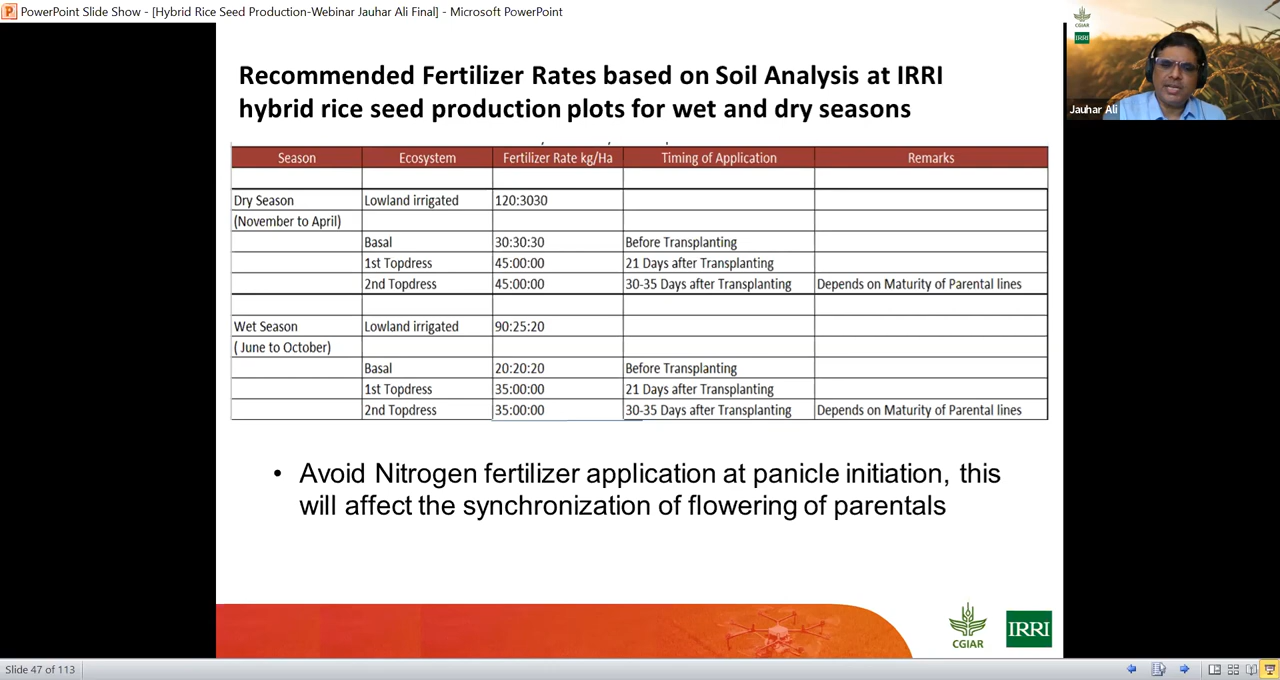 PowerPoint Slide Show - [Hybrid Rice Seed Production-Webinar Jauhar Ali Final] - Microsoft PowerPoint
CGIAR
IRRI
Jauhar Ali
Recommended Fertilizer Rates based on Soil Analysis at IRRI
hybrid rice seed production plots for wet and dry seasons
Season Ecosystem Fertilizer Rate kg/Ha Timing of Application Remarks
Dry Season Lowland irrigated 120:3030
(November to April)
Basal 30:30:30 Before Transplanting
1st Topdress 45:00:00 21 Days after Transplanting
2nd Topdress 45:00:00 30-35 Days after Transplanting Depends on Maturity of Parental lines
Wet Season Lowland irrigated 90:25:20
( June to October)
Basal 20:20:20 Before Transplanting
1st Topdress 35:00:00 21 Days after Transplanting
2nd Topdress 35:00:00 30-35 Days after Transplanting Depends on Maturity of Parental lines
• Avoid Nitrogen fertilizer application at panicle initiation, this
will affect the synchronization of flowering of parentals
CGIAR
IRRI
Slide 47 of 113